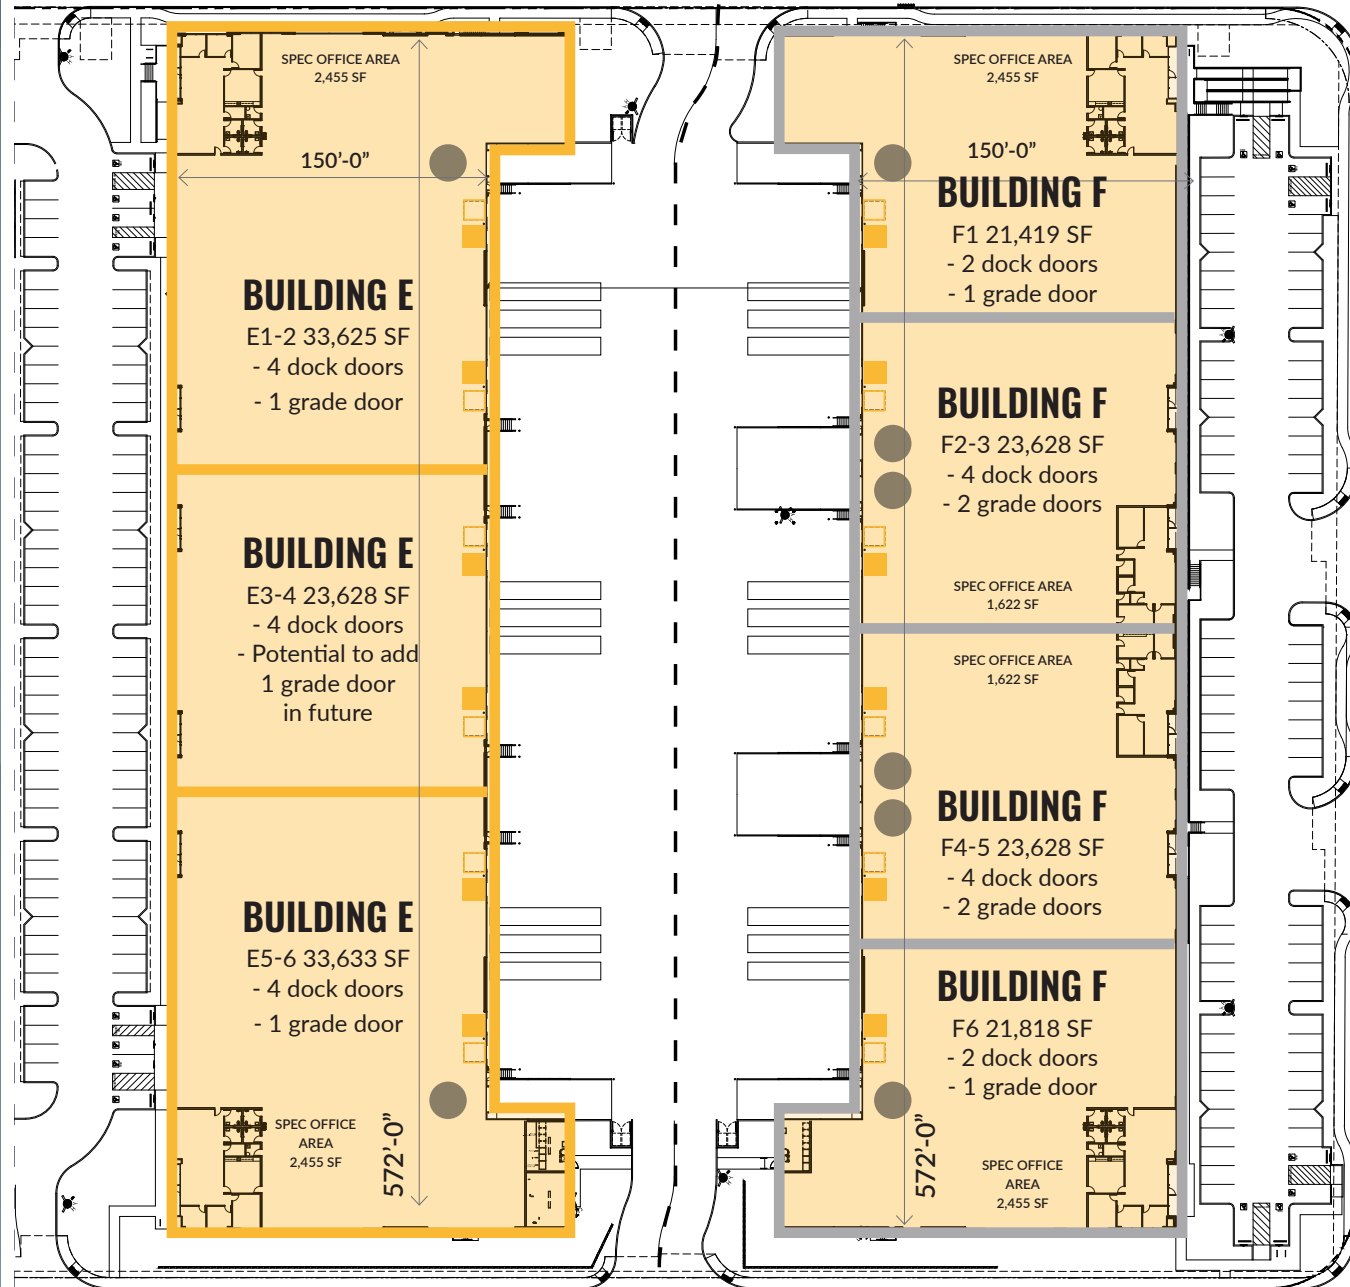 SPEC OFFICE AREA
2,455 SF
150'-0"
BUILDING E
E1-2 33,625 SF
- 4 dock doors
- 1 grade door
BUILDING E
E3-4 23,628 SF
- 4 dock doors
- Potential to add
1 grade door
in future
BUILDING E
E5-6 33,633 SF
- 4 dock doors
- 1 grade door
SPEC OFFICE
AREA
2,455 SF
572'-0"
SPEC OFFICE AREA
2,455 SF
150'-0"
BUILDING F
F1 21,419 SF
- 2 dock doors
- 1 grade door
BUILDING F
F2-3 23,628 SF
- 4 dock doors
- 2 grade doors
SPEC OFFICE AREA
1,622 SF
SPEC OFFICE AREA
1,622 SF
BUILDING F
F4-5 23,628 SF
- 4 dock doors
- 2 grade doors
BUILDING F
F6 21,818 SF
- 2 dock doors
- 1 grade door
572'-0"
SPEC OFFICE
AREA
2,455 SF